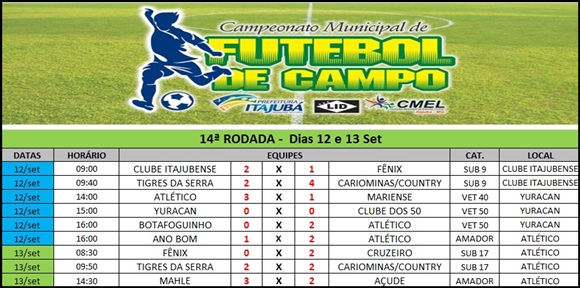 Campeonato Municipal de
FUTEBOL
DE CAMPO
PREFEITURA
ITAJUBÁ
LID
CMEL
14ª RODADA - Dias 12 e 13 Set
DATAS HORÁRIO EQUIPES CAT. LOCAL
12/set 09:00 CLUBE ITAJUBENSE 2 X 1 FÊNIX SUB 9 CLUBE ITAJUBENSE
12/set 09:40 TIGRES DA SERRA 2 X 4 CARIOMINAS/COUNTRY SUB 9 CLUBE ITAJUBENSE
12/set 14:00 ATLÉTICO 3 X 1 MARIENSE VET 40 YURACAN
12/set 15:00 YURACAN 0 X 0 CLUBE DOS 50 VET 50 YURACAN
12/set 16:00 BOTAFOGUINHO 0 X 2 ATLÉTICO VET 50 YURACAN
12/set 16:00 ANO BOM 1 X 2 ATLÉTICO AMADOR ATLÉTICO
13/set 08:30 FÊNIX 0 X 2 CRUZEIRO SUB 17 ATLÉTICO
13/set 09:50 TIGRES DA SERRA 2 X 2 CARIOMINAS/COUNTRY SUB 17 ATLÉTICO
13/set 14:30 MAHLE 3 X 2 AÇUDE AMADOR ATLÉTICO